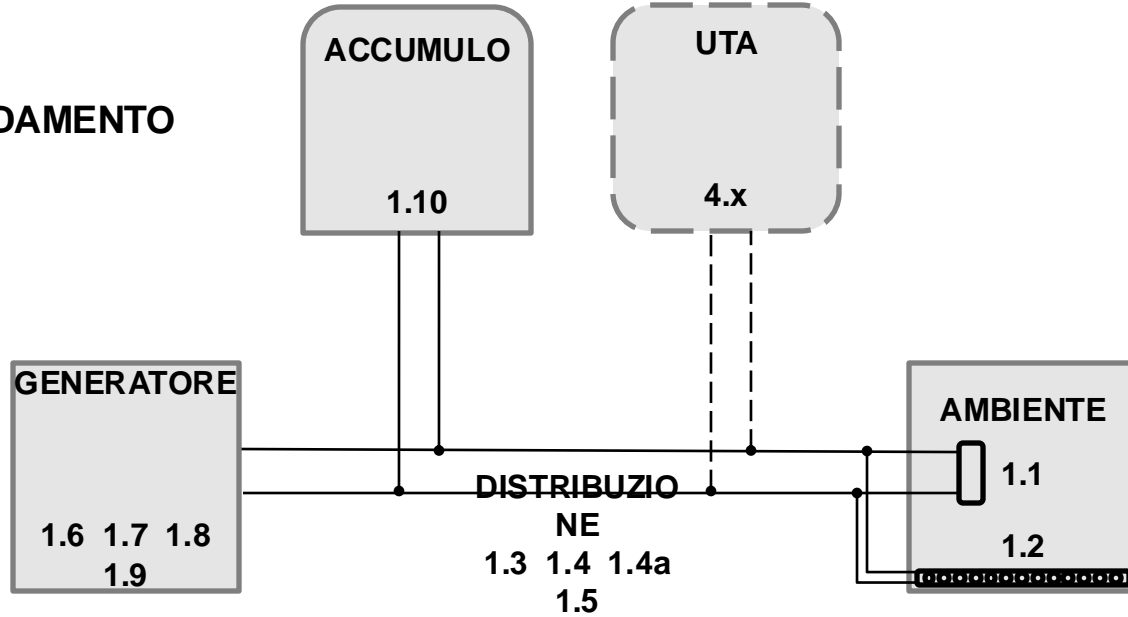 ACCUMULO
UTA
DAMENTO
1.10
4.x
GENERATORE
AMBIENTE
1.1
DISTRIBUZIO
NE
1.6 1.7 1.8
1.9
1.3 1.4 1.4a
1.5
1.2